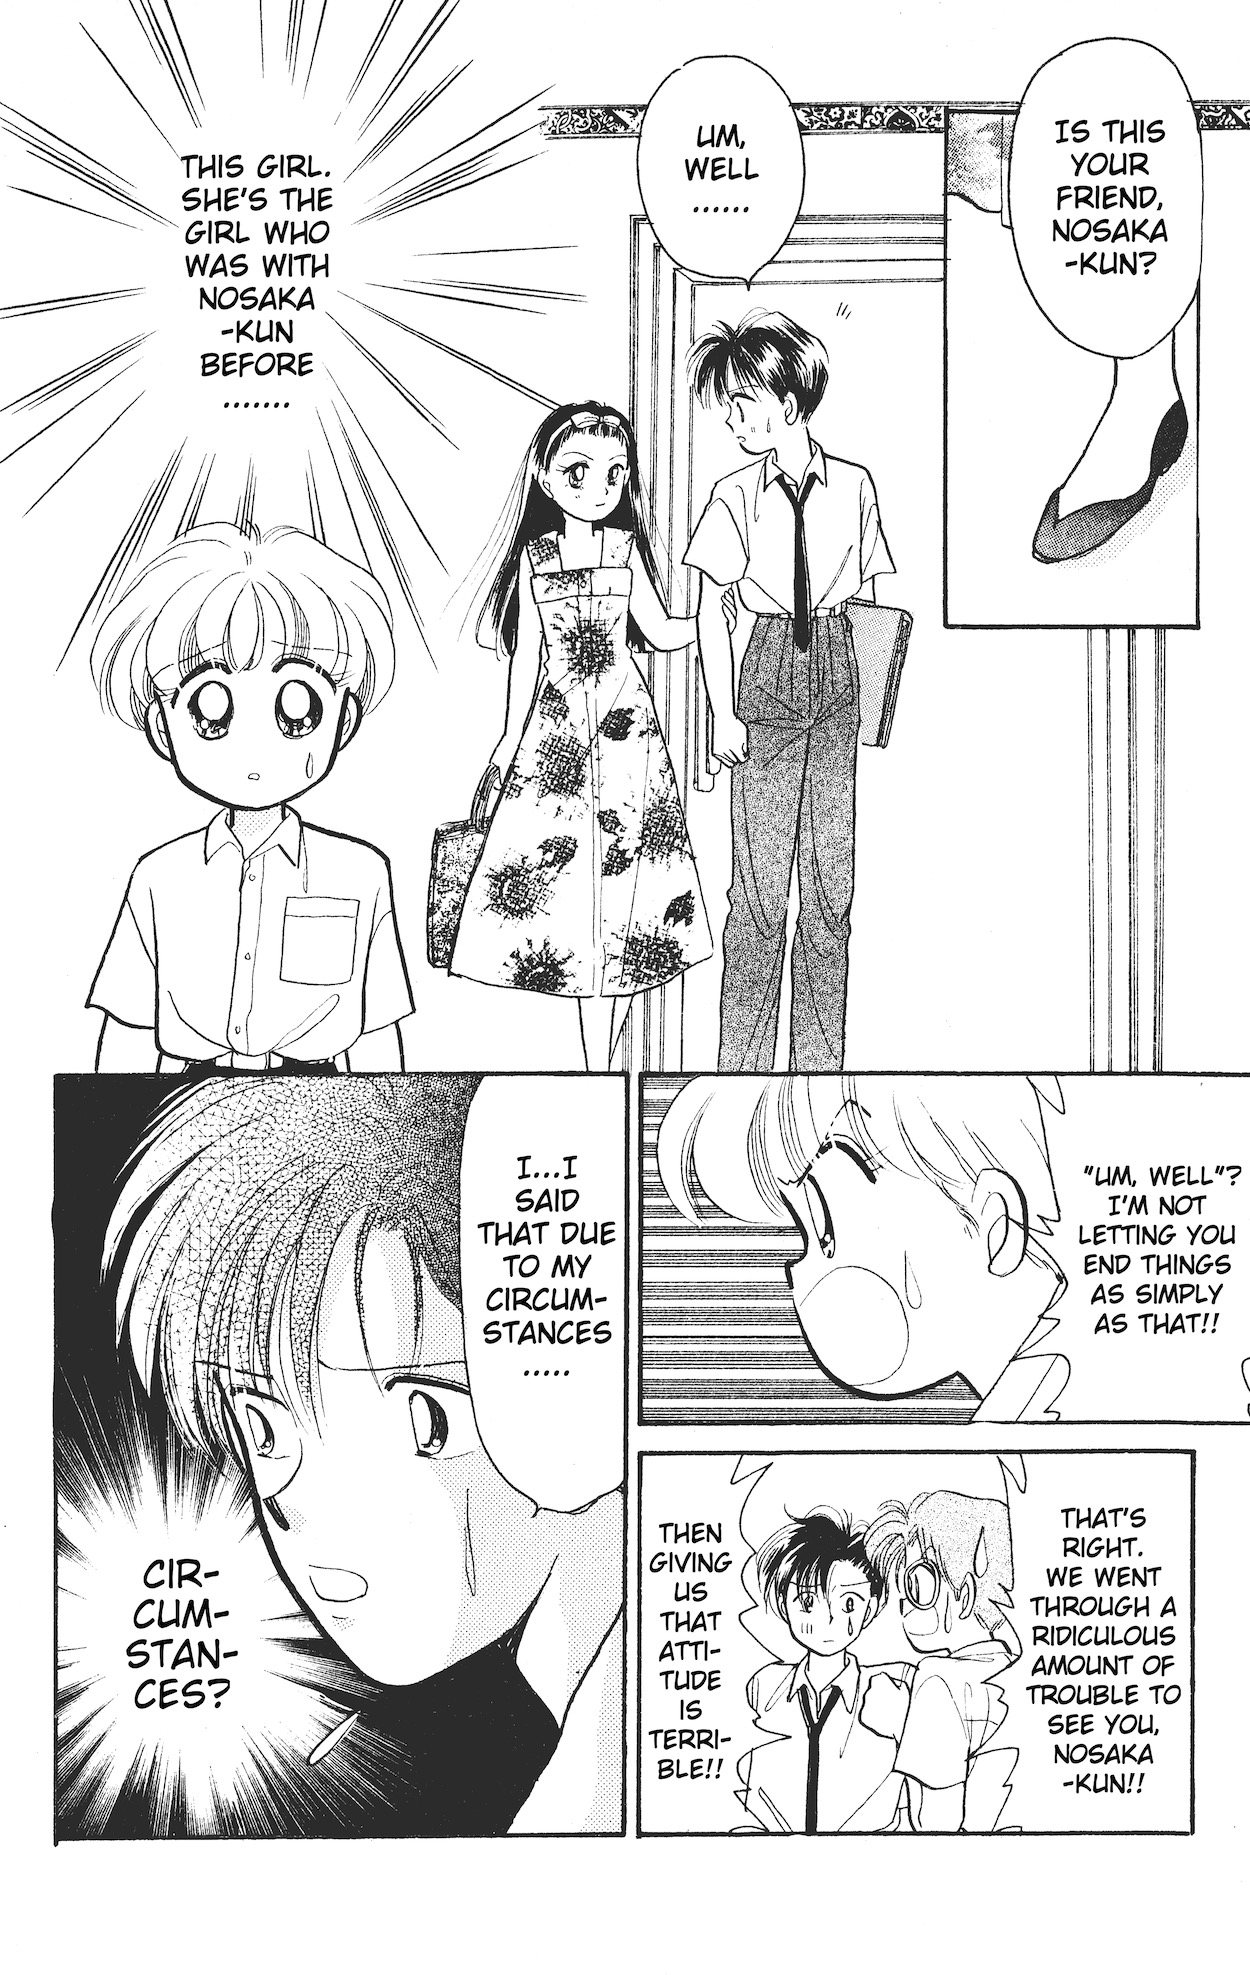 IS THIS
YOUR
FRIEND,
NOSAKA
-KUN?
UM,
WELL
......
THIS GIRL.
SHE'S THE
GIRL WHO
WAS WITH
NOSAKA
-KUN
BEFORE
.......
"UM, WELL"?
I'M NOT
LETTING YOU
END THINGS
AS SIMPLY
AS THAT!!
THAT'S
RIGHT.
WE WENT
THROUGH A
RIDICULOUS
AMOUNT OF
TROUBLE TO
SEE YOU,
NOSAKA
-KUN!!
THEN
GIVING
US
THAT
ATTI-
TUDE
IS
TERRI-
BLE!!
I...I
SAID
THAT DUE
TO MY
CIRCUM-
STANCES
.....
CIR-
CUM-
STAN-
CES?